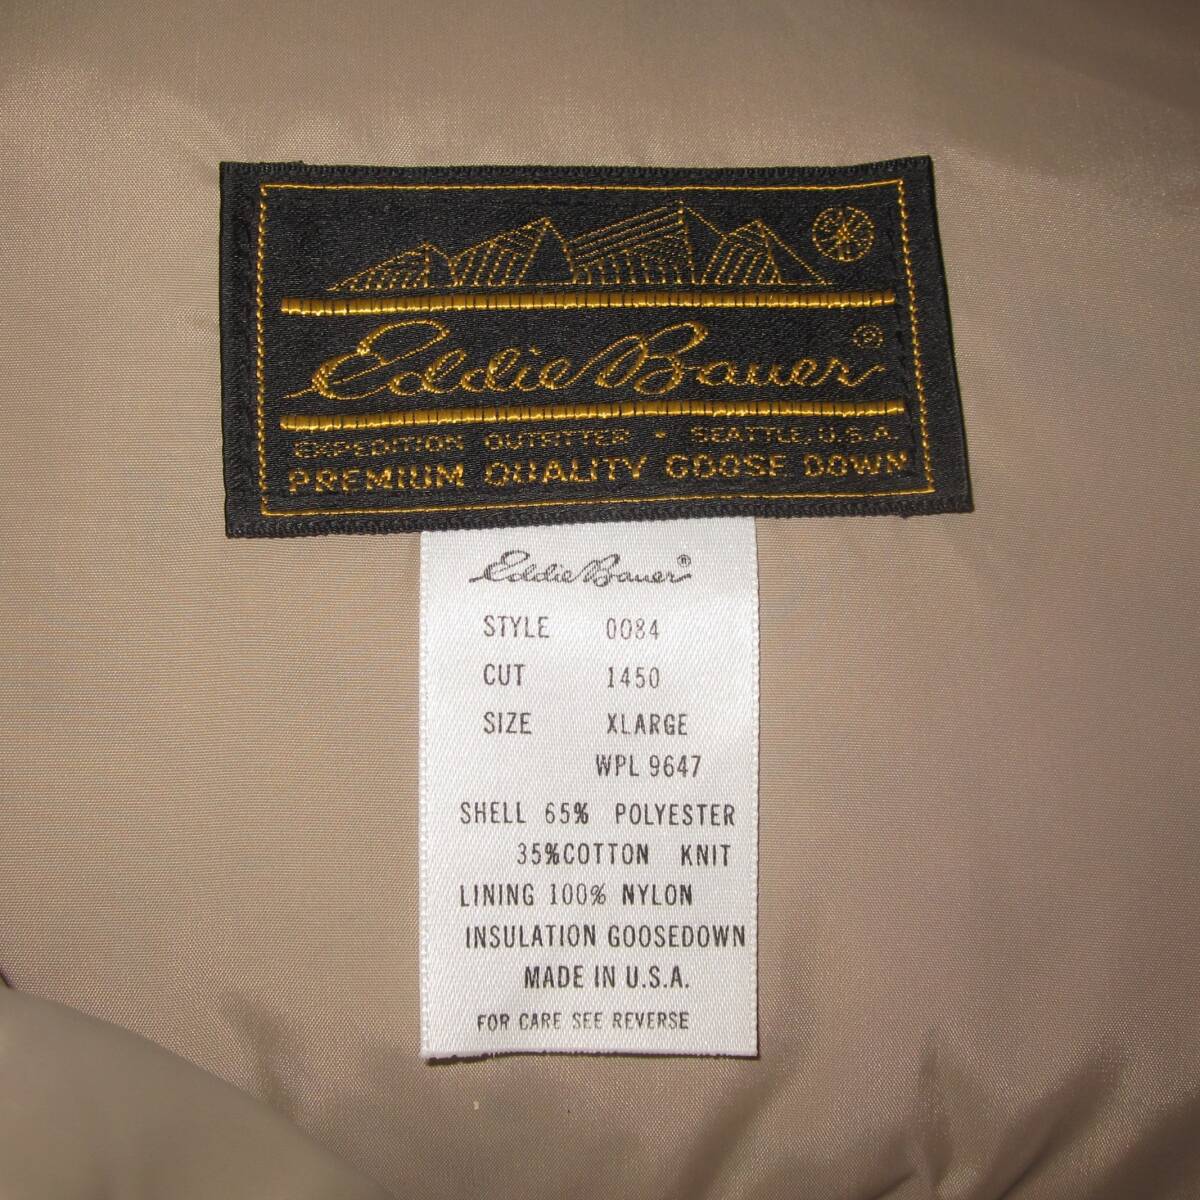 Eddie Bauer®
EXPEDITION OUTFITTER • SEATTLE, U.S.A.
PREMIUM QUALITY GOOSE DOWN
Eddie Bauer®
STYLE 0084
CUT 1450
SIZE XLARGE
WPL 9647
SHELL 65% POLYESTER
35%COTTON KNIT
LINING 100% NYLON
INSULATION GOOSEDOWN
MADE IN U.S.A.
FOR CARE SEE REVERSE